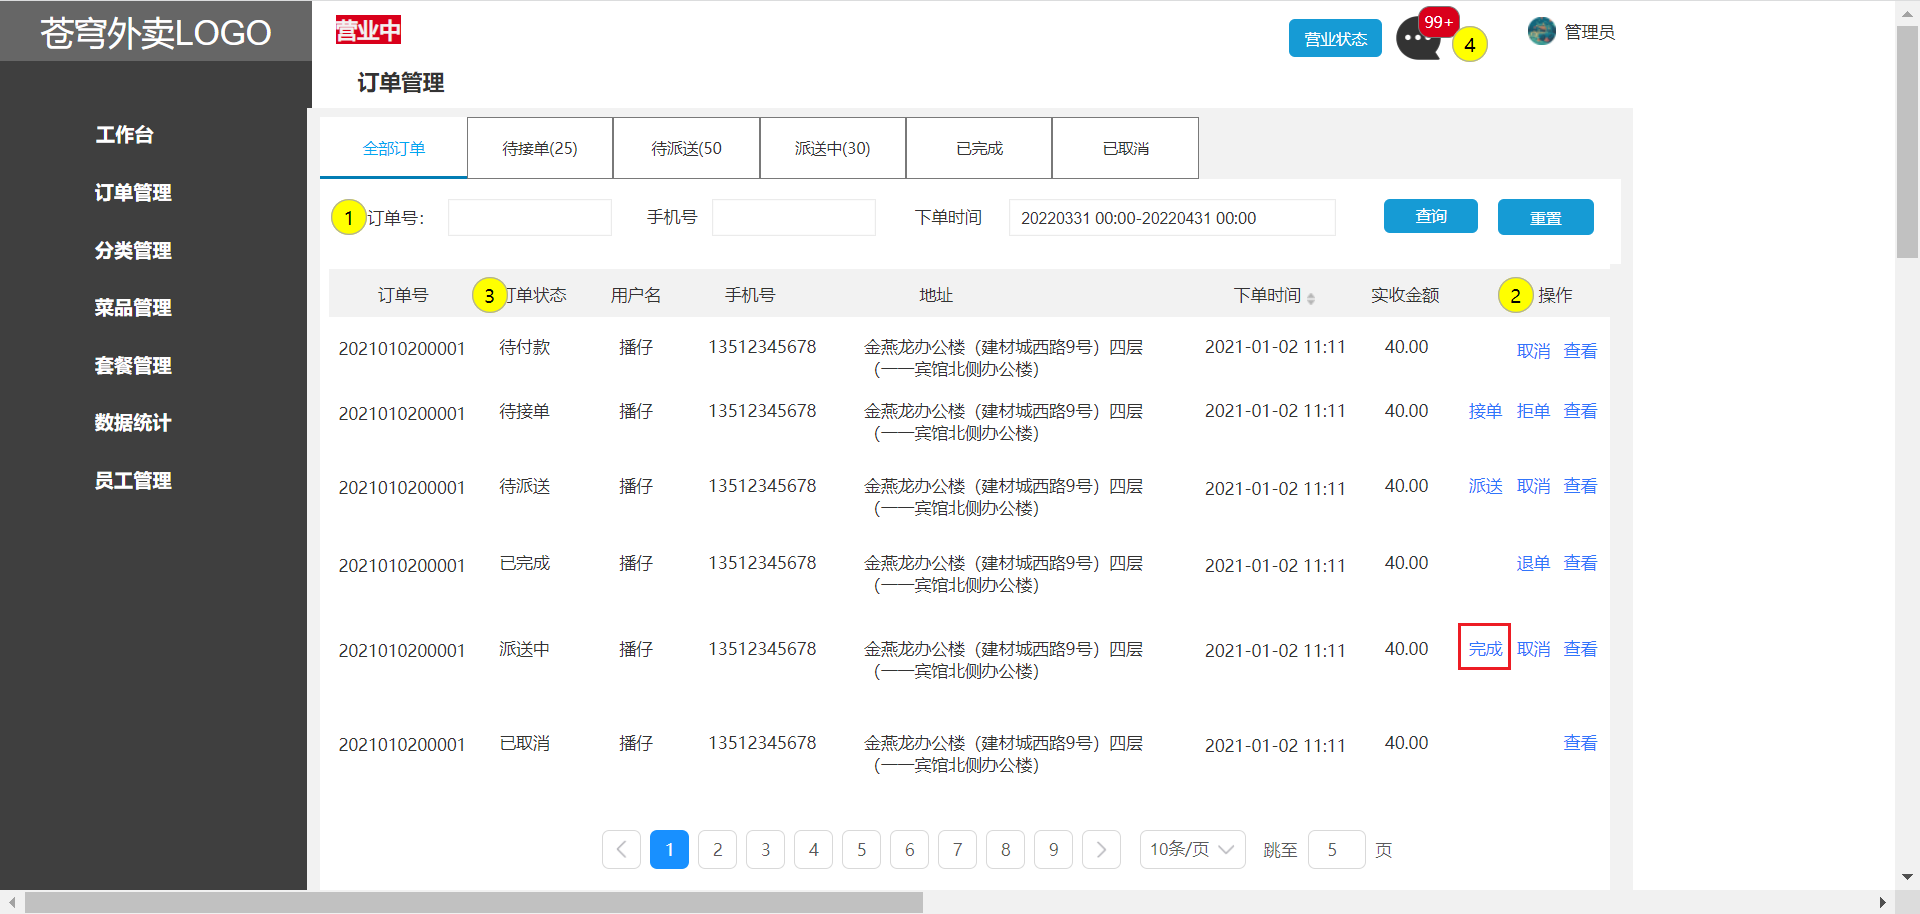 苍穹外卖LOGO
营业中
营业状态
99+
4
管理员
订单管理
工作台
订单管理
分类管理
菜品管理
套餐管理
数据统计
员工管理
全部订单 待接单(25) 待派送(50 派送中(30) 已完成 已取消
1 订单号： 手机号 下单时间 20220331 00:00-20220431 00:00 查询 重置
订单号 3 订单状态 用户名 手机号 地址 下单时间 实收金额 2 操作
2021010200001 待付款 播仔 13512345678 金燕龙办公楼（建材城西路9号）四层 2021-01-02 11:11 40.00 取消 查看
（一一宾馆北侧办公楼）
2021010200001 待接单 播仔 13512345678 金燕龙办公楼（建材城西路9号）四层 2021-01-02 11:11 40.00 接单 拒单 查看
（一一宾馆北侧办公楼）
2021010200001 待派送 播仔 13512345678 金燕龙办公楼（建材城西路9号）四层 2021-01-02 11:11 40.00 派送 取消 查看
（一一宾馆北侧办公楼）
2021010200001 已完成 播仔 13512345678 金燕龙办公楼（建材城西路9号）四层 2021-01-02 11:11 40.00 退单 查看
（一一宾馆北侧办公楼）
2021010200001 派送中 播仔 13512345678 金燕龙办公楼（建材城西路9号）四层 2021-01-02 11:11 40.00 完成 取消 查看
（一一宾馆北侧办公楼）
2021010200001 已取消 播仔 13512345678 金燕龙办公楼（建材城西路9号）四层 2021-01-02 11:11 40.00 查看
（一一宾馆北侧办公楼）
1 2 3 4 5 6 7 8 9 10条/页 跳至 5 页